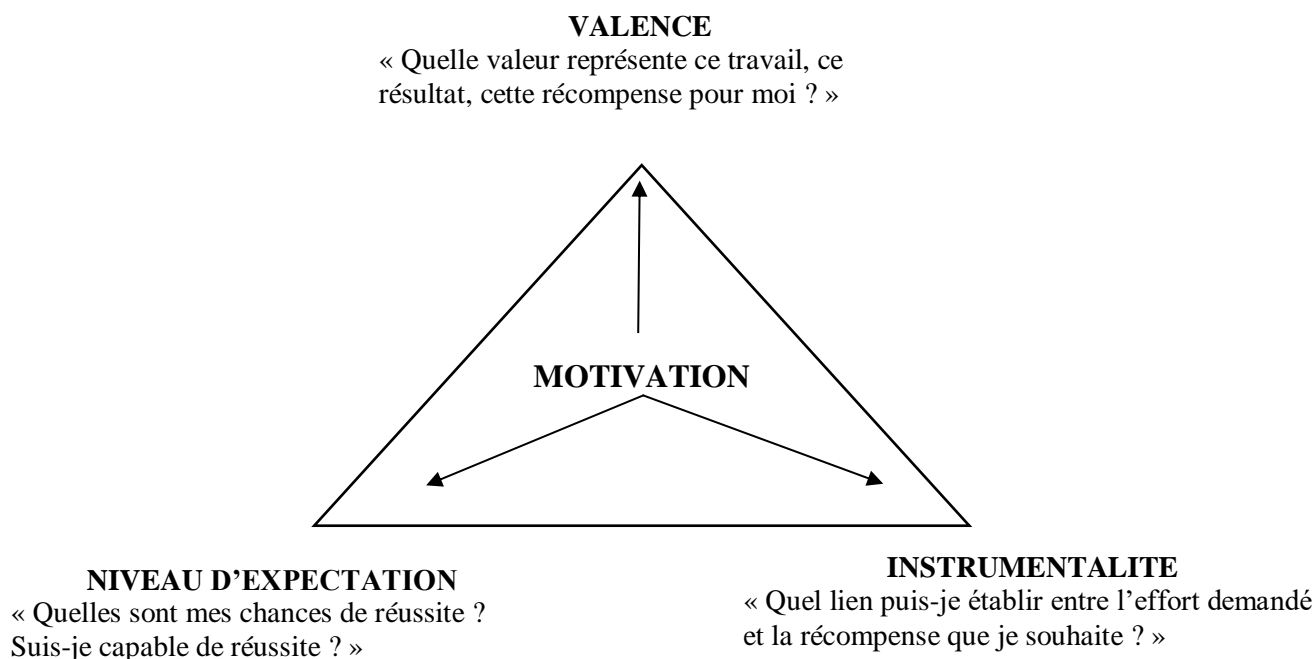 VALENCE
« Quelle valeur représente ce travail, ce
résultat, cette récompense pour moi ? »
MOTIVATION
NIVEAU D’EXPECTATION
« Quelles sont mes chances de réussite ?
Suis-je capable de réussite ? »
INSTRUMENTALITE
« Quel lien puis-je établir entre l’effort demandé
et la récompense que je souhaite ? »